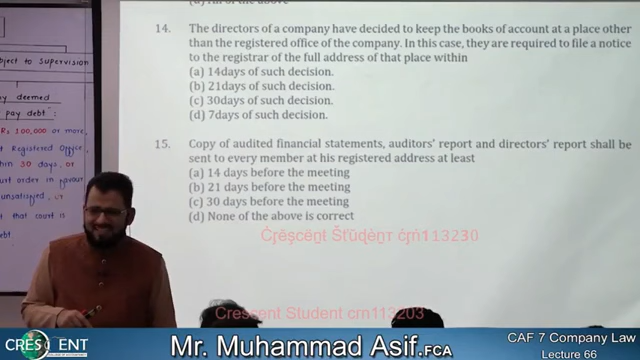 ject to Supervision
y deemed
pay debt":
Rs 100,000 or more,
t Registered Office,
thin 30 days, or
urt order in favour
unsatisfied, or
that court is
ebt.
14. The directors of a company have decided to keep the books of account at a place other
than the registered office of the company. In this case, they are required to file a notice
to the registrar of the full address of that place within
(a) 14days of such decision.
(b) 21days of such decision.
(c) 30days of such decision.
(d) 7days of such decision.
15. Copy of audited financial statements, auditors' report and directors' report shall be
sent to every member at his registered address at least
(a) 14 days before the meeting
(b) 21 days before the meeting
(c) 30 days before the meeting
(d) None of the above is correct
Crescent Student crn113230
Crescent Student crn113203
CRESCENT
Mr. Muhammad Asif.FCA
CAF 7 Company Law
Lecture 66